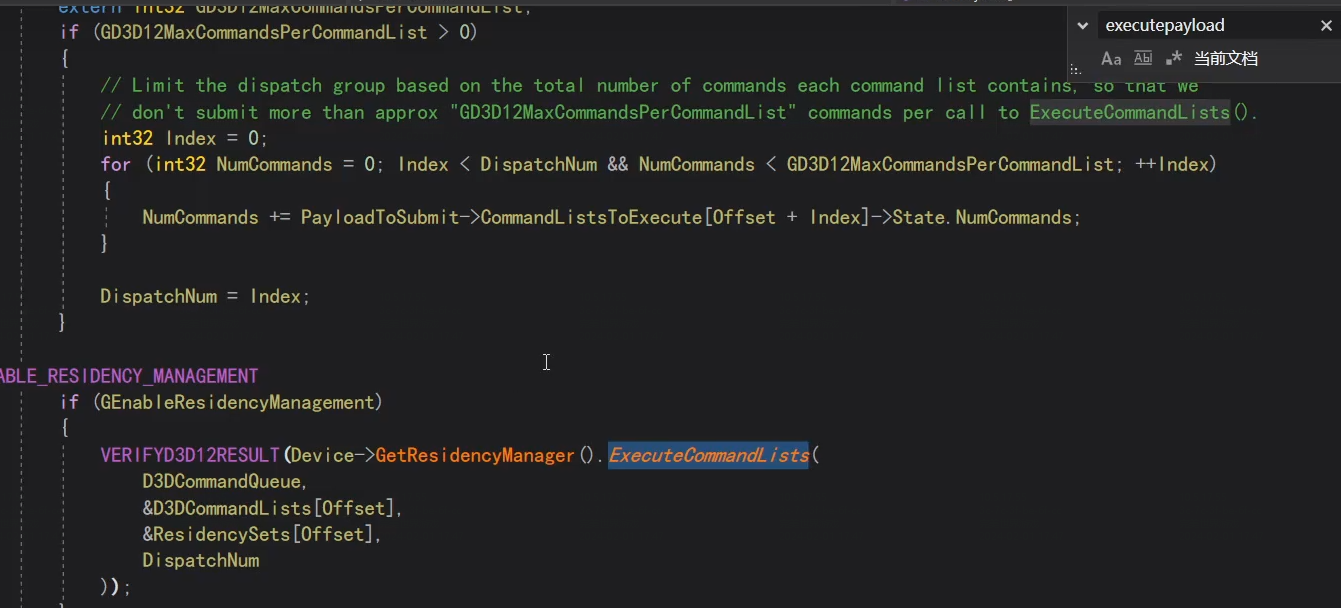 extern int32 GD3D12MaxCommandsPerCommandList;
if (GD3D12MaxCommandsPerCommandList > 0)
executepayload
{
Aa Ab .* 当前文档
// Limit the dispatch group based on the total number of commands each command list contains, so that we
// don't submit more than approx "GD3D12MaxCommandsPerCommandList" commands per call to ExecuteCommandLists().
int32 Index = 0;
for (int32 NumCommands = 0; Index < DispatchNum && NumCommands < GD3D12MaxCommandsPerCommandList; ++Index)
{
NumCommands += PayloadToSubmit->CommandListsToExecute[Offset + Index]->State.NumCommands;
}
DispatchNum = Index;
}
ABLE_RESIDENCY_MANAGEMENT
if (GEnableResidencyManagement)
{
VERIFYD3D12RESULT(Device->GetResidencyManager().ExecuteCommandLists(
D3DCommandQueue,
&D3DCommandLists[Offset],
&ResidencySets[Offset],
DispatchNum
));